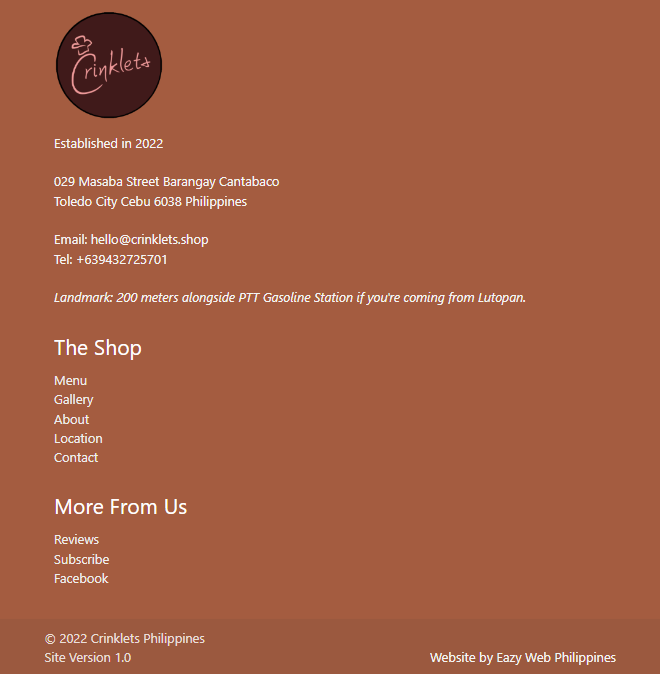 Crinklets
Established in 2022
029 Masaba Street Barangay Cantabaco
Toledo City Cebu 6038 Philippines
Email: hello@crinklets.shop
Tel: +639432725701
Landmark: 200 meters alongside PTT Gasoline Station if you're coming from Lutopan.
The Shop
Menu
Gallery
About
Location
Contact
More From Us
Reviews
Subscribe
Facebook
© 2022 Crinklets Philippines
Site Version 1.0
Website by Eazy Web Philippines